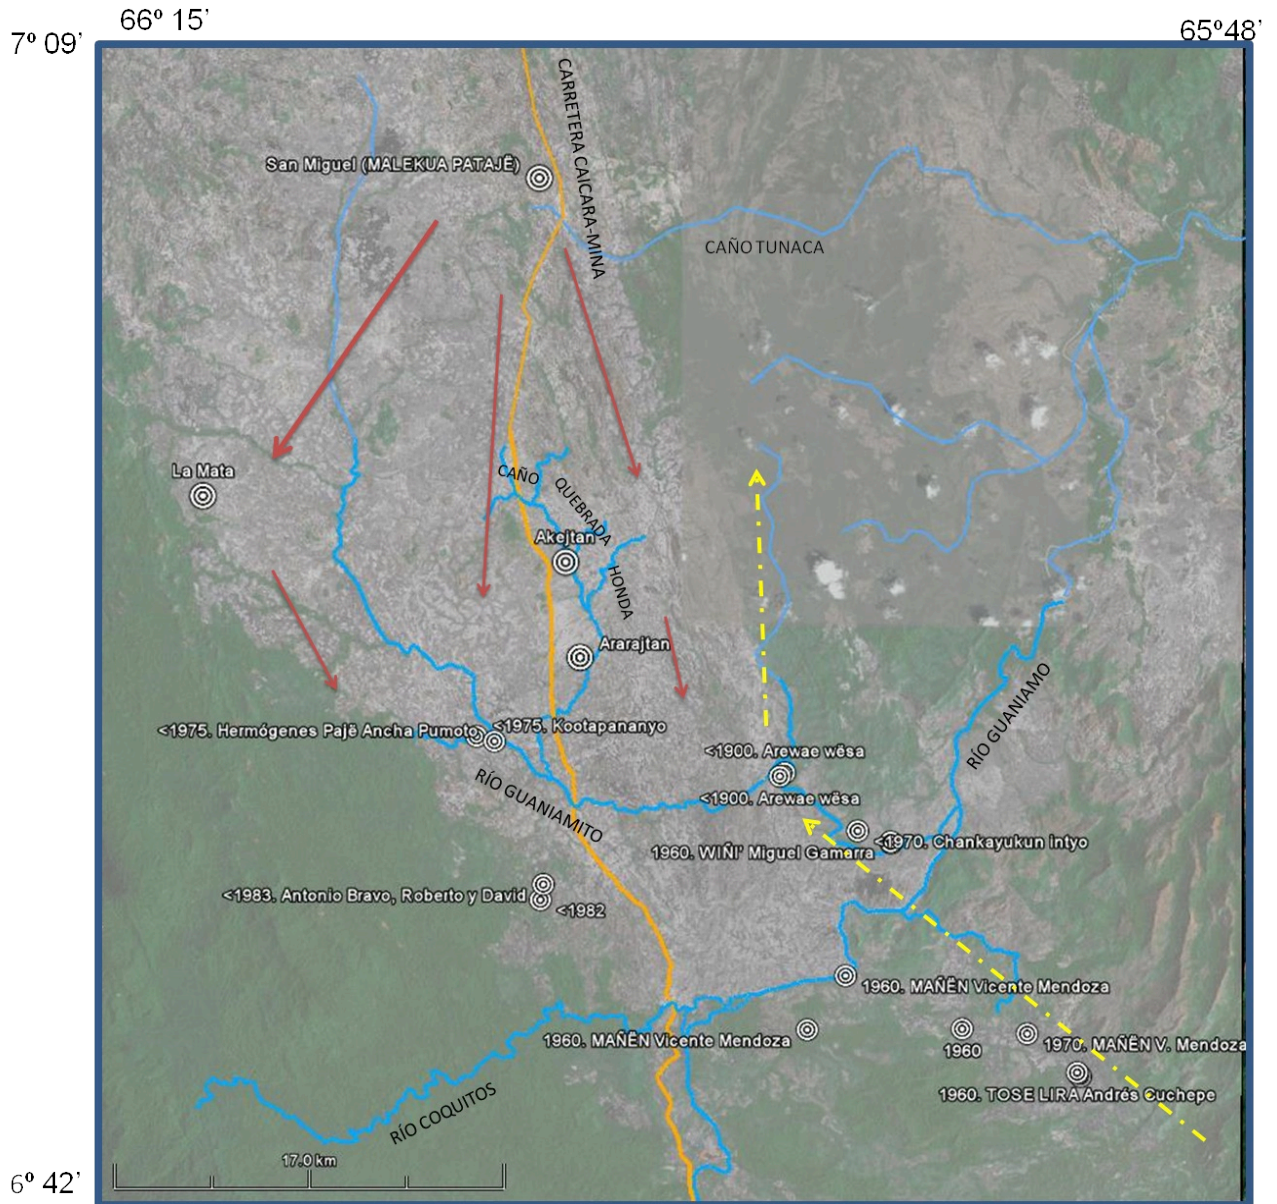 66º 15’
65º48’
7º 09’
CARRETERA CAICARA-MINA
San Miguel (MALEKUA PATAJË)
CAÑO TUNACA
La Mata
CAÑO
QUEBRADA
HONDA
Akejtan
Ararajtan
<1975. Hermógenes Pajë Ancha Pumoto
<1975. Kootapananyo
RÍO GUANIAMO
RÍO GUANIAMITO
<1900. Arewae wësa
<1900. Arewae wësa
<1970. Chankayukun Intyo
1960. WIÑI' Miguel Gamarra
<1983. Antonio Bravo, Roberto y David
<1982
1960. MAÑËN Vicente Mendoza
1960. MAÑËN Vicente Mendoza
1960
1970. MAÑËN V. Mendoza
1960. TOSE LIRA Andrés Cuchepe
RÍO COQUITOS
17.0 km
6º 42’